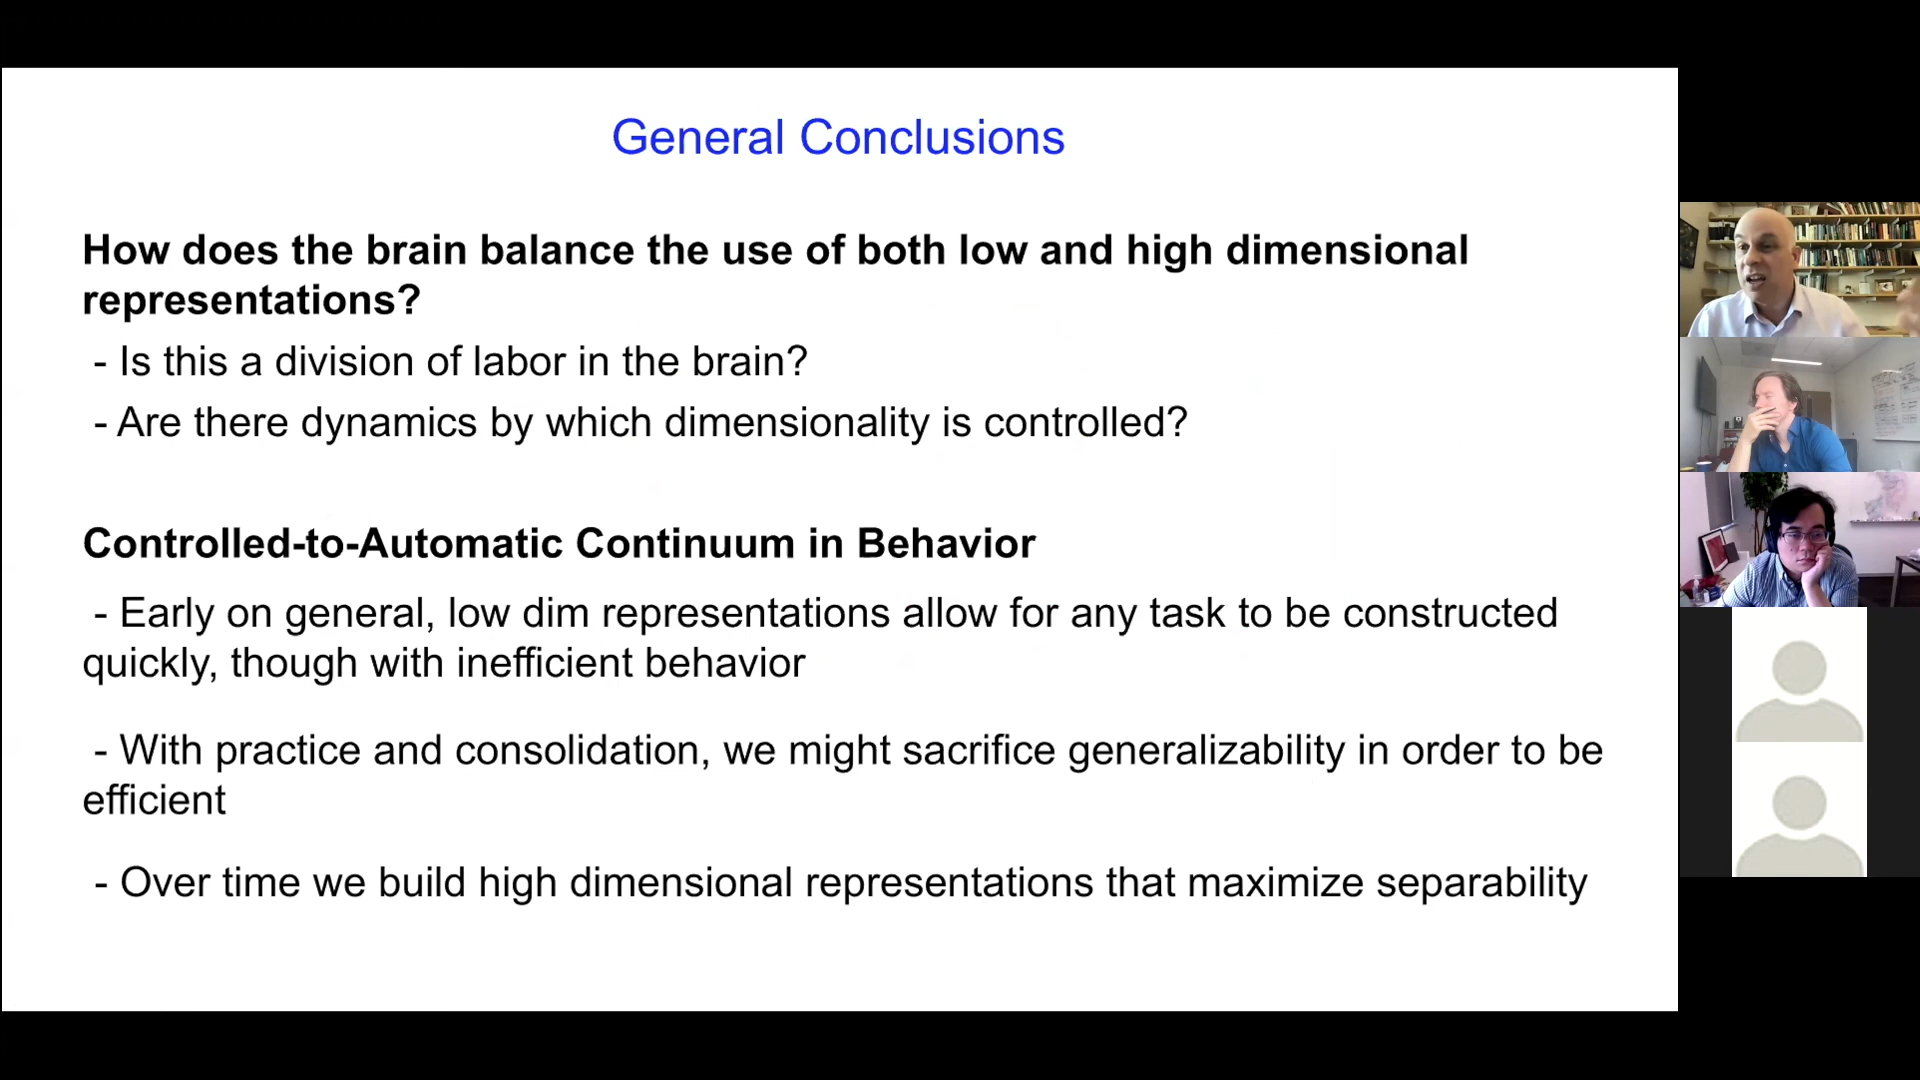 General Conclusions
How does the brain balance the use of both low and high dimensional
representations?
- Is this a division of labor in the brain?
- Are there dynamics by which dimensionality is controlled?
Controlled-to-Automatic Continuum in Behavior
- Early on general, low dim representations allow for any task to be constructed
quickly, though with inefficient behavior
- With practice and consolidation, we might sacrifice generalizability in order to be
efficient
- Over time we build high dimensional representations that maximize separability